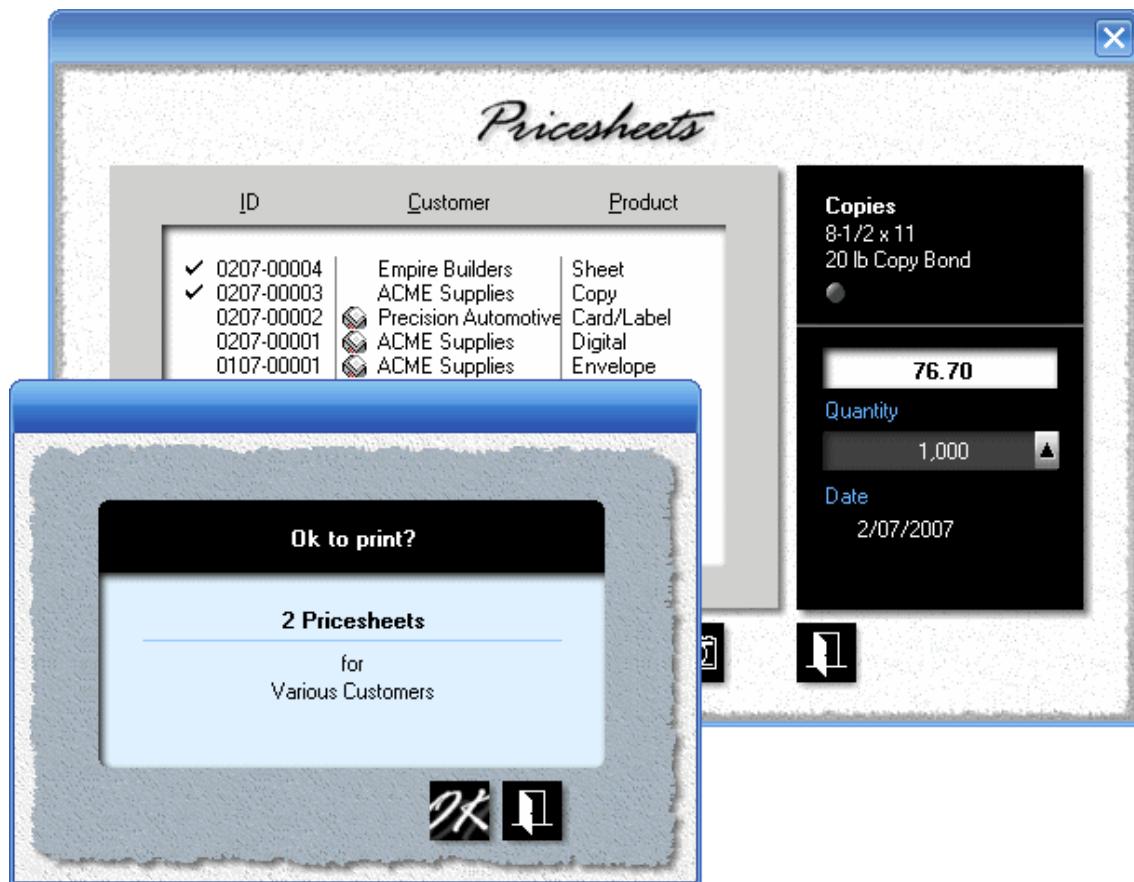 Pricesheets
ID Customer Product
0207-00004 Empire Builders Sheet
0207-00003 ACME Supplies Copy
0207-00002 Precision Automotive Card/Label
0207-00001 ACME Supplies Digital
0107-00001 ACME Supplies Envelope
Copies
8-1/2 x 11
20 lb Copy Bond
76.70
Quantity
1,000
Date
2/07/2007
Ok to print?
2 Pricesheets
for
Various Customers
OK